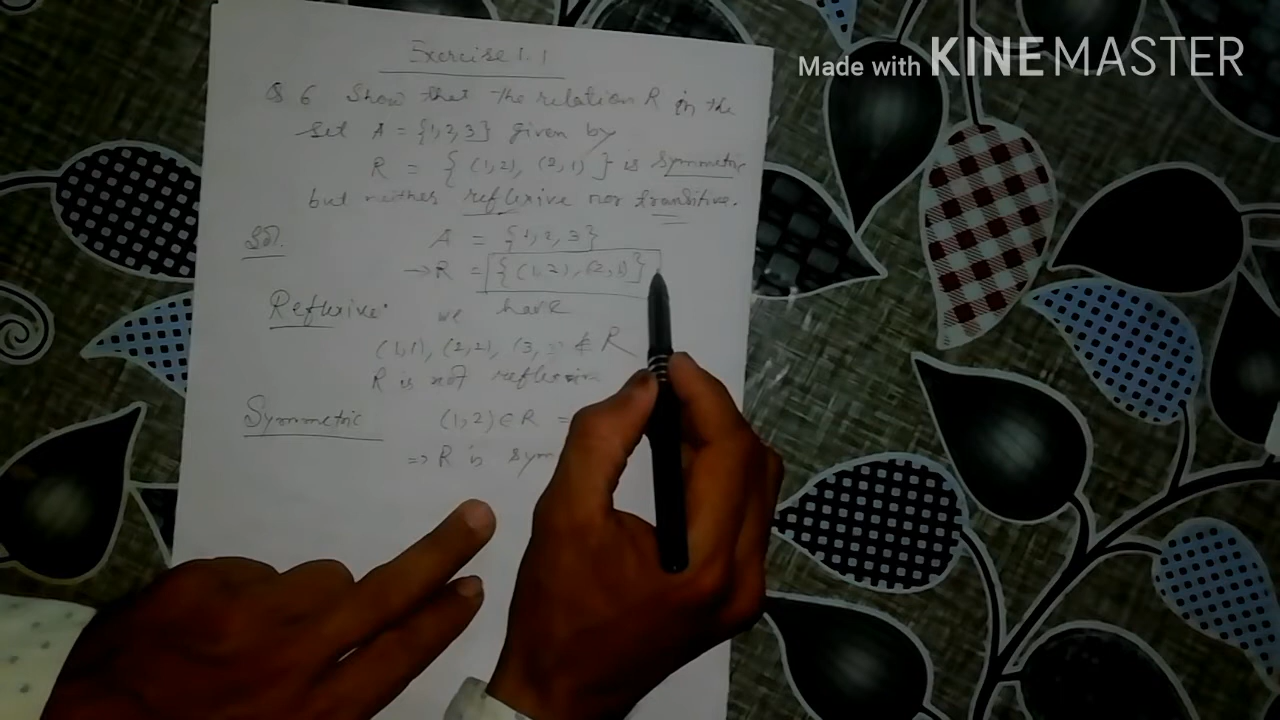 Made with KINEMASTER
Exercise 1.1
Q 6 Show that the relation R in the
set A = {1,2,3} given by
R = { (1,2), (2,1) } is symmetric
but neither reflexive nor transitive.
Sol. A = {1,2,3}
→ R = {(1,2), (2,1)}
Reflexive: we have
(1,1), (2,2), (3, ∉ R
R is not reflexive
Symmetric (1,2) ∈ R =
=> R is sym